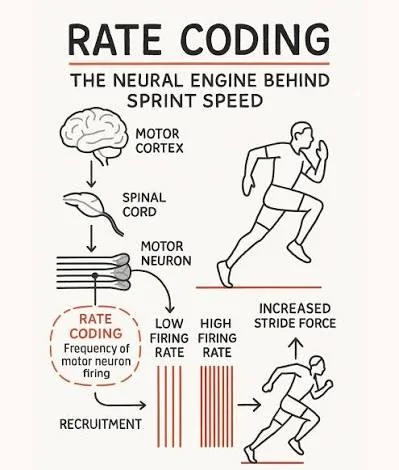 RATE CODING
THE NEURAL ENGINE BEHIND
SPRINT SPEED
MOTOR
CORTEX
SPINAL
CORD
MOTOR
NEURON
RATE
CODING
Frequency of
motor neuron
firing
LOW
FIRING
RATE
HIGH
FIRING
RATE
INCREASED
STRIDE FORCE
RECRUITMENT